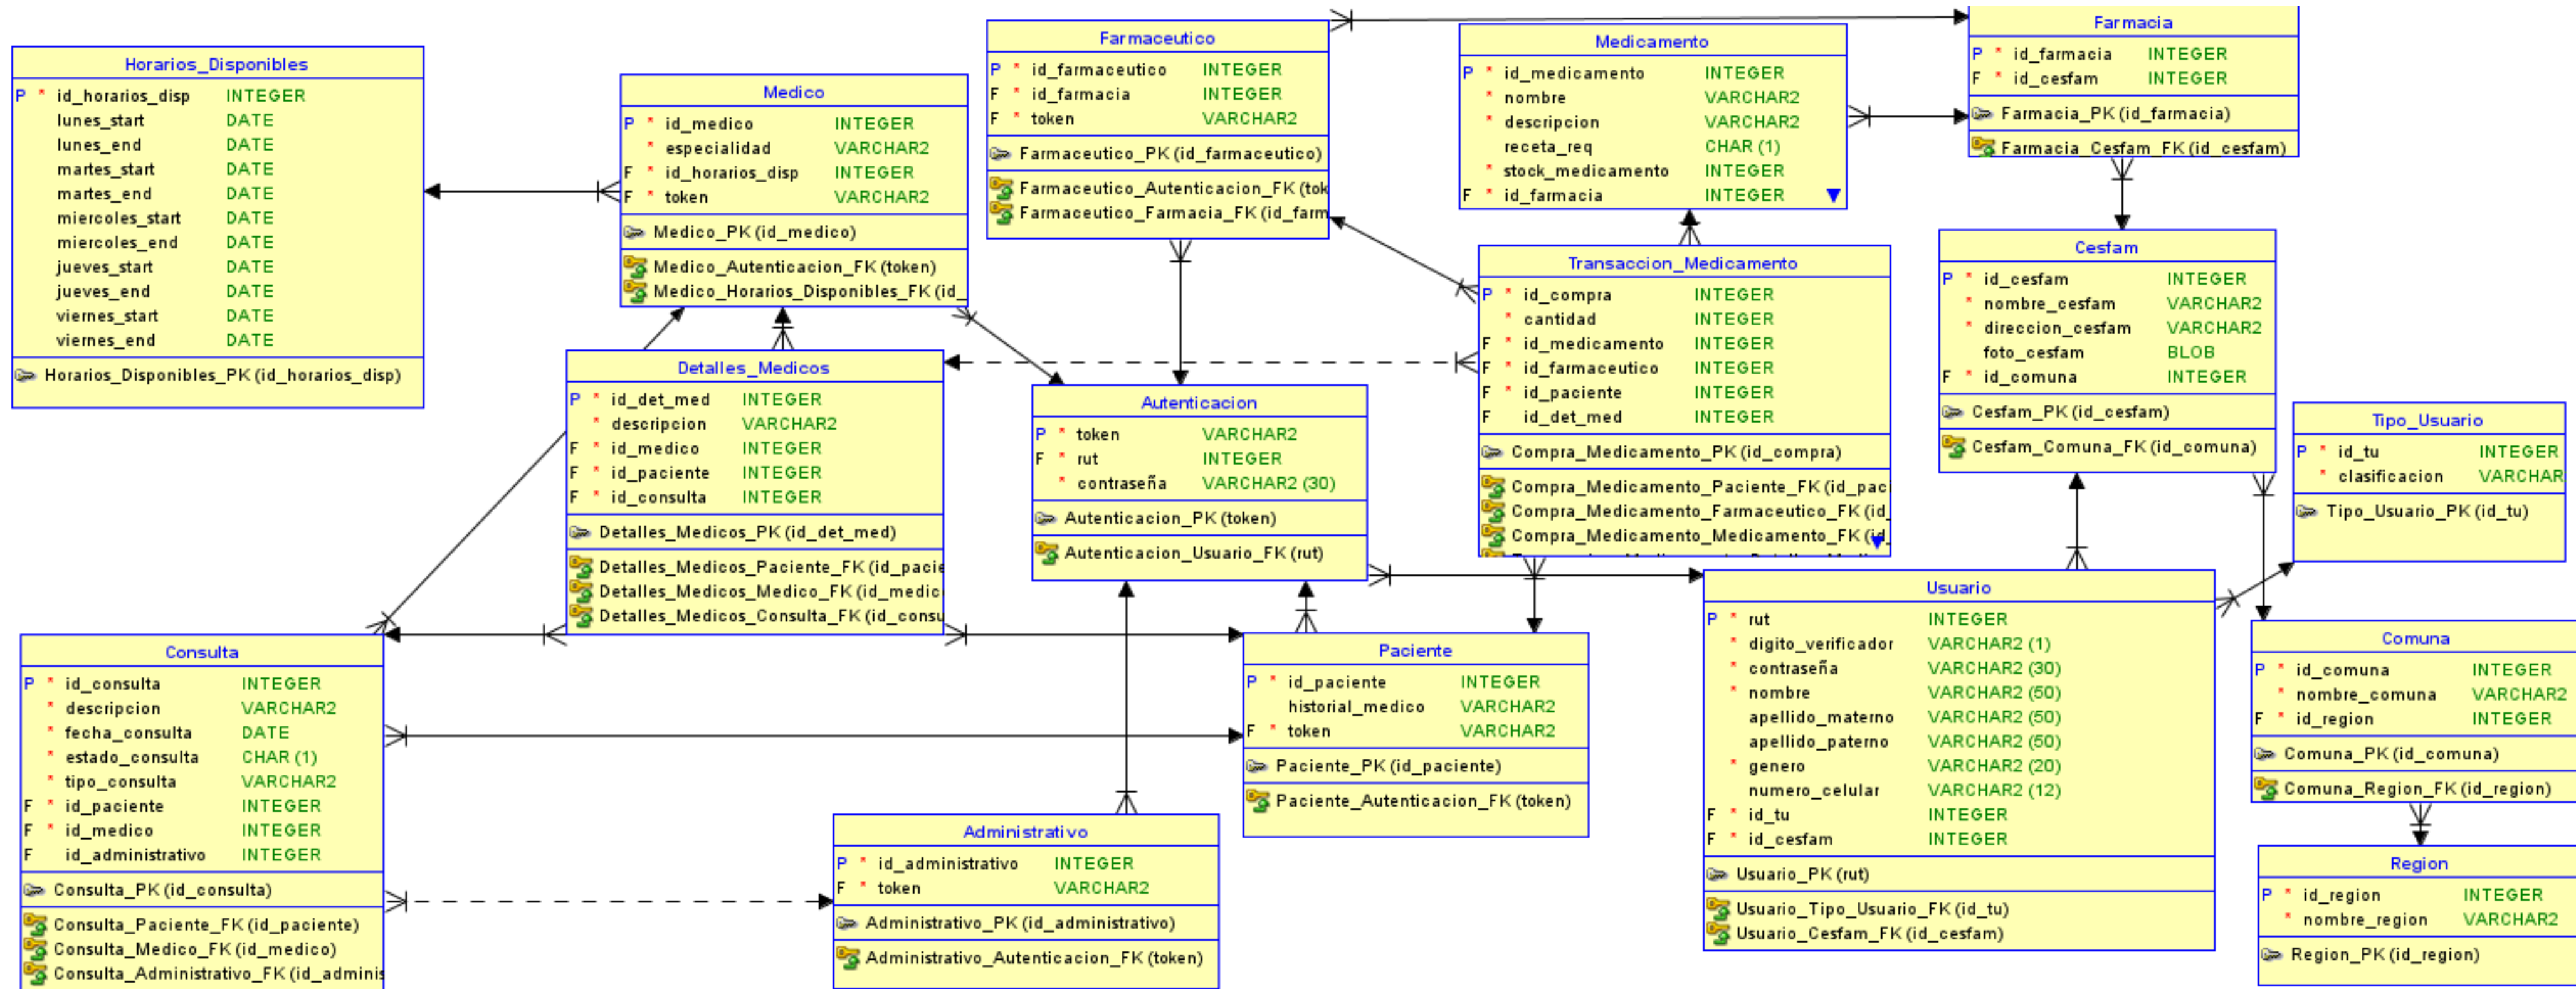 Horarios_Disponibles
P * id_horarios_disp INTEGER
lunes_start DATE
lunes_end DATE
martes_start DATE
martes_end DATE
miercoles_start DATE
miercoles_end DATE
jueves_start DATE
jueves_end DATE
viernes_start DATE
viernes_end DATE
Horarios_Disponibles_PK (id_horarios_disp)
Medico
P * id_medico INTEGER
* especialidad VARCHAR2
F * id_horarios_disp INTEGER
F * token VARCHAR2
Medico_PK (id_medico)
Medico_Autenticacion_FK (token)
Medico_Horarios_Disponibles_FK (id_
Farmaceutico
P * id_farmaceutico INTEGER
F * id_farmacia INTEGER
F * token VARCHAR2
Farmaceutico_PK (id_farmaceutico)
Farmaceutico_Autenticacion_FK (tok
Farmaceutico_Farmacia_FK (id_farm
Medicamento
P * id_medicamento INTEGER
* nombre VARCHAR2
* descripcion VARCHAR2
receta_req CHAR (1)
* stock_medicamento INTEGER
F * id_farmacia INTEGER
Farmacia
P * id_farmacia INTEGER
F * id_cesfam INTEGER
Farmacia_PK (id_farmacia)
Farmacia_Cesfam_FK (id_cesfam)
Detalles_Medicos
P * id_det_med INTEGER
* descripcion VARCHAR2
F * id_medico INTEGER
F * id_paciente INTEGER
F * id_consulta INTEGER
Detalles_Medicos_PK (id_det_med)
Detalles_Medicos_Paciente_FK (id_pacie
Detalles_Medicos_Medico_FK (id_medic
Detalles_Medicos_Consulta_FK (id_consu
Autenticacion
P * token VARCHAR2
F * rut INTEGER
* contraseña VARCHAR2 (30)
Autenticacion_PK (token)
Autenticacion_Usuario_FK (rut)
Transaccion_Medicamento
P * id_compra INTEGER
* cantidad INTEGER
F * id_medicamento INTEGER
F * id_farmaceutico INTEGER
F * id_paciente INTEGER
F id_det_med INTEGER
Compra_Medicamento_PK (id_compra)
Compra_Medicamento_Paciente_FK (id_paci
Compra_Medicamento_Farmaceutico_FK (id_
Compra_Medicamento_Medicamento_FK (id_
Cesfam
P * id_cesfam INTEGER
* nombre_cesfam VARCHAR2
* direccion_cesfam VARCHAR2
foto_cesfam BLOB
F * id_comuna INTEGER
Cesfam_PK (id_cesfam)
Cesfam_Comuna_FK (id_comuna)
Tipo_Usuario
P * id_tu INTEGER
* clasificacion VARCHAR
Tipo_Usuario_PK (id_tu)
Consulta
P * id_consulta INTEGER
* descripcion VARCHAR2
* fecha_consulta DATE
* estado_consulta CHAR (1)
* tipo_consulta VARCHAR2
F * id_paciente INTEGER
F * id_medico INTEGER
F id_administrativo INTEGER
Consulta_PK (id_consulta)
Consulta_Paciente_FK (id_paciente)
Consulta_Medico_FK (id_medico)
Consulta_Administrativo_FK (id_adminis
Administrativo
P * id_administrativo INTEGER
F * token VARCHAR2
Administrativo_PK (id_administrativo)
Administrativo_Autenticacion_FK (token)
Paciente
P * id_paciente INTEGER
historial_medico VARCHAR2
F * token VARCHAR2
Paciente_PK (id_paciente)
Paciente_Autenticacion_FK (token)
Usuario
P * rut INTEGER
* digito_verificador VARCHAR2 (1)
* contraseña VARCHAR2 (30)
* nombre VARCHAR2 (50)
apellido_materno VARCHAR2 (50)
apellido_paterno VARCHAR2 (50)
* genero VARCHAR2 (20)
numero_celular VARCHAR2 (12)
F * id_tu INTEGER
F * id_cesfam INTEGER
Usuario_PK (rut)
Usuario_Tipo_Usuario_FK (id_tu)
Usuario_Cesfam_FK (id_cesfam)
Comuna
P * id_comuna INTEGER
* nombre_comuna VARCHAR2
F * id_region INTEGER
Comuna_PK (id_comuna)
Comuna_Region_FK (id_region)
Region
P * id_region INTEGER
* nombre_region VARCHAR2
Region_PK (id_region)